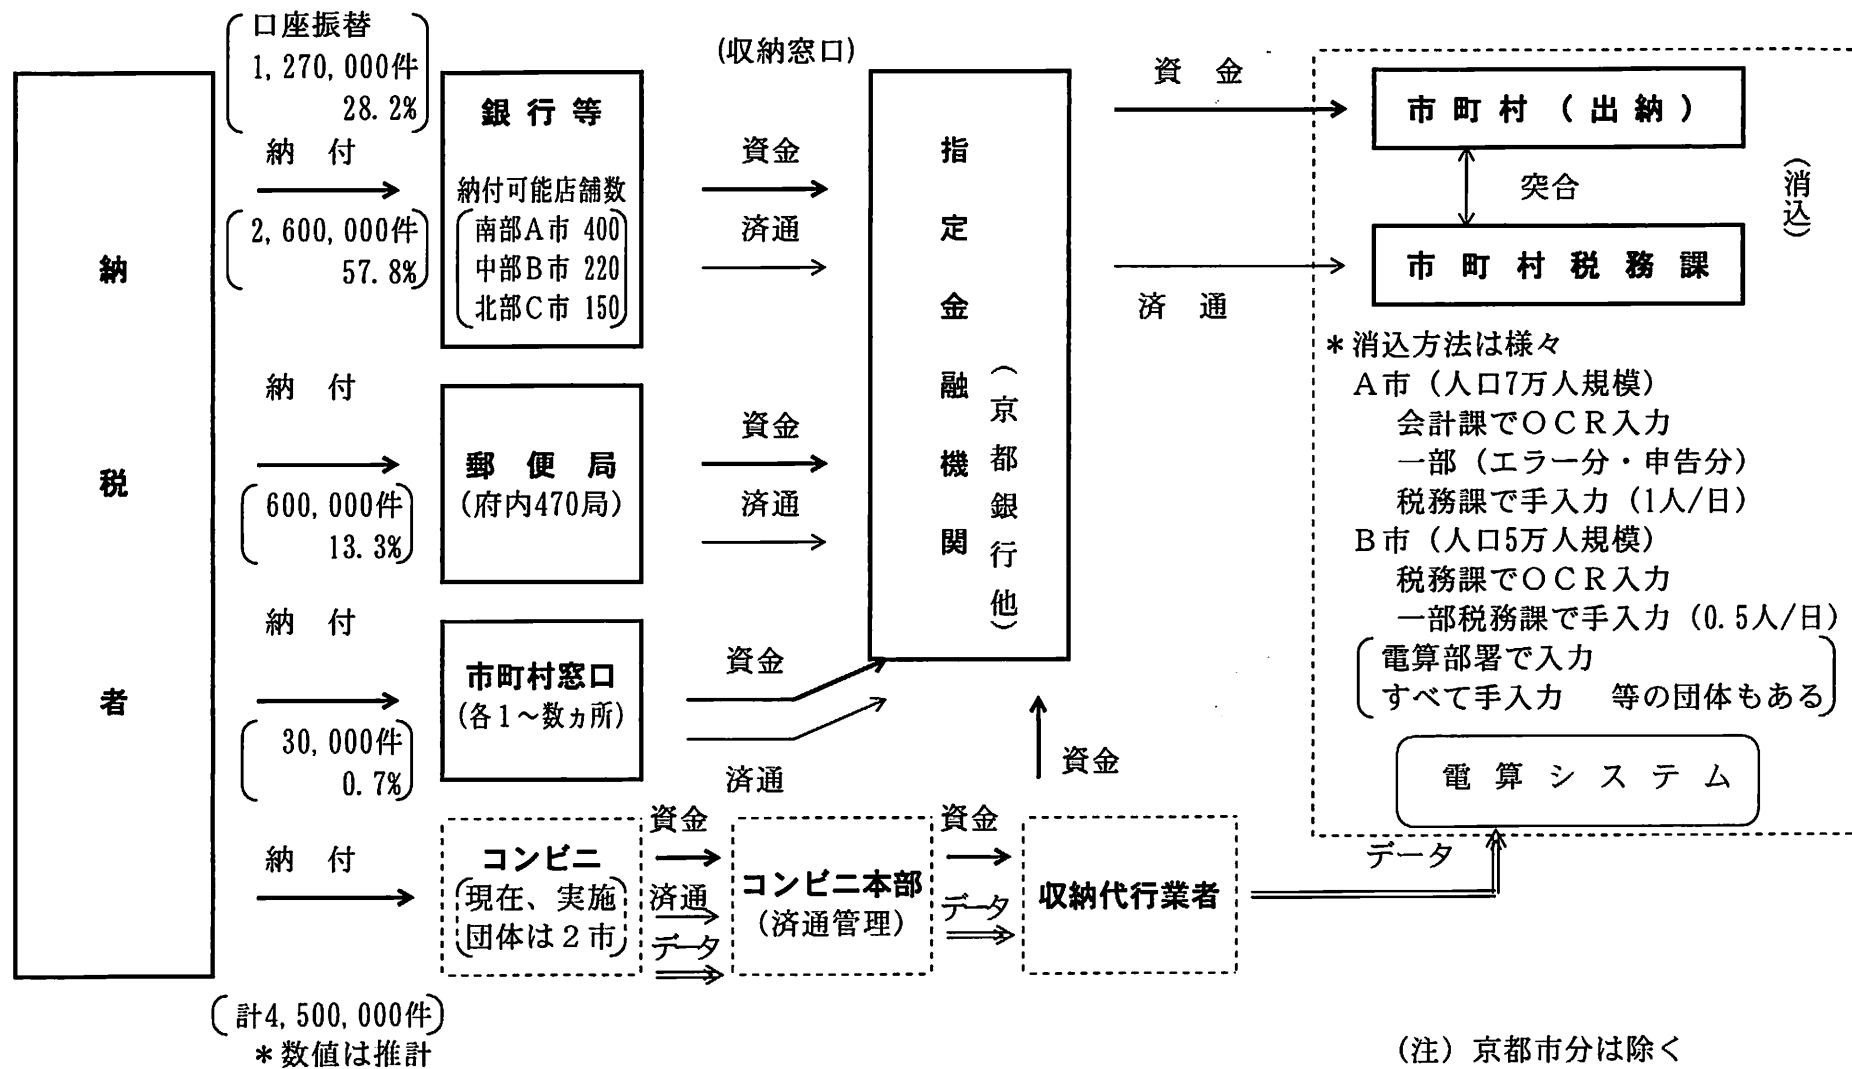 口座振替
1,270,000件
28.2%
納 付
2,600,000件
57.8%
納税者
銀行等
納付可能店舗数
南部A市 400
中部B市 220
北部C市 150
(収納窓口)
資金
済通
指定金融機関
(京都銀行他)
資 金
済 通
市町村(出納)
突合
市町村税務課
(消込)
納 付
600,000件
13.3%
郵便局
(府内470局)
資金
済通
納 付
30,000件
0.7%
市町村窓口
(各1~数ヵ所)
資金
済通
資金
*消込方法は様々
A市(人口7万人規模)
会計課でOCR入力
一部(エラー分・申告分)
税務課で手入力(1人/日)
B市(人口5万人規模)
税務課でOCR入力
一部税務課で手入力(0.5人/日)
電算部署で入力
すべて手入力 等の団体もある
電算システム
納 付
コンビニ
現在、実施
団体は2市
資金
済通
データ
コンビニ本部
(済通管理)
資金
データ
収納代行業者
データ
計4,500,000件
*数値は推計
(注)京都市分は除く